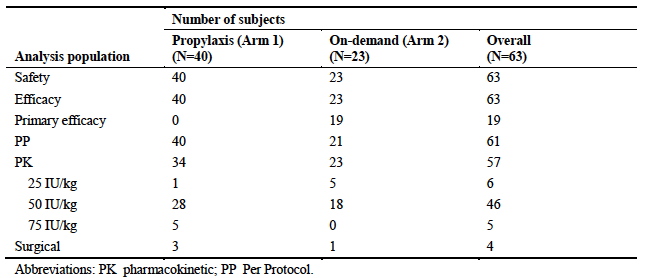 Number of subjects
Analysis population Propylaxis (Arm 1) (N=40) On-demand (Arm 2) (N=23) Overall (N=63)
Safety 40 23 63
Efficacy 40 23 63
Primary efficacy 0 19 19
PP 40 21 61
PK 34 23 57
25 IU/kg 1 5 6
50 IU/kg 28 18 46
75 IU/kg 5 0 5
Surgical 3 1 4
Abbreviations: PK pharmacokinetic; PP Per Protocol.